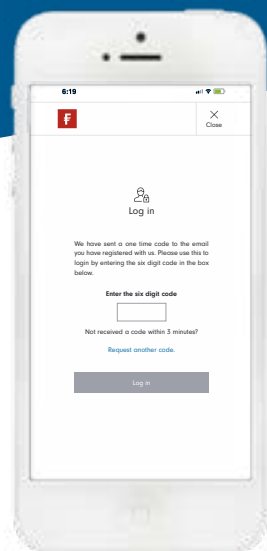 6:19
Close
Log in
We have sent a one time code to the email
you have registered with us. Please use this to
login by entering the six digit code in the box
below.
Enter the six digit code
Not received a code within 3 minutes?
Request another code.
Log in